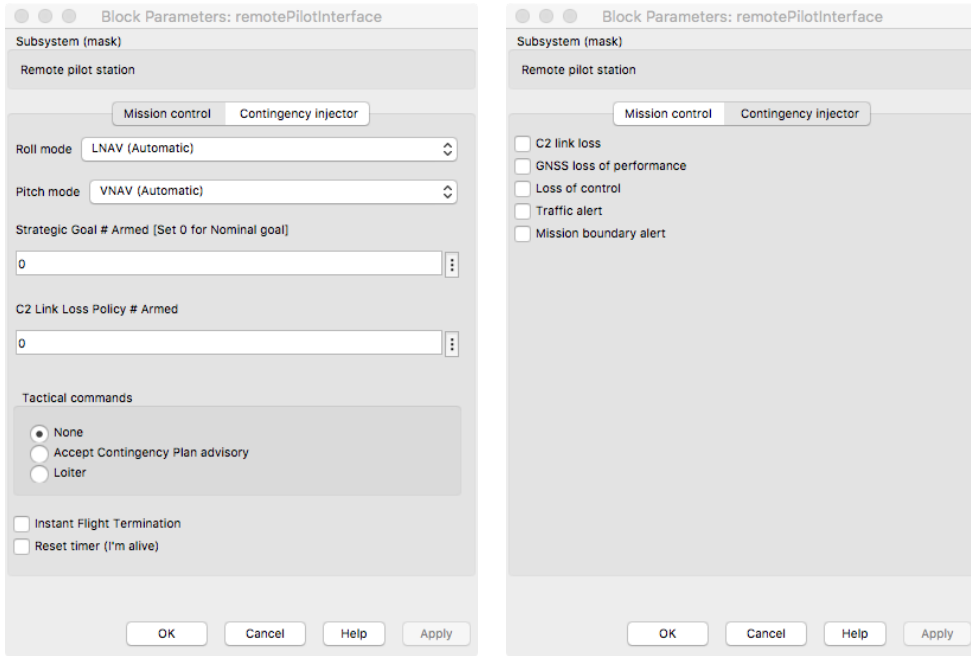 Block Parameters: remotePilotInterface
Subsystem (mask)
Remote pilot station
Mission control
Contingency injector
Roll mode
LNAV (Automatic)
Pitch mode
VNAV (Automatic)
Strategic Goal # Armed [Set 0 for Nominal goal]
0
C2 Link Loss Policy # Armed
0
Tactical commands
None
Accept Contingency Plan advisory
Loiter
Instant Flight Termination
Reset timer (I'm alive)
OK
Cancel
Help
Apply
Block Parameters: remotePilotInterface
Subsystem (mask)
Remote pilot station
Mission control
Contingency injector
C2 link loss
GNSS loss of performance
Loss of control
Traffic alert
Mission boundary alert
OK
Cancel
Help
Apply